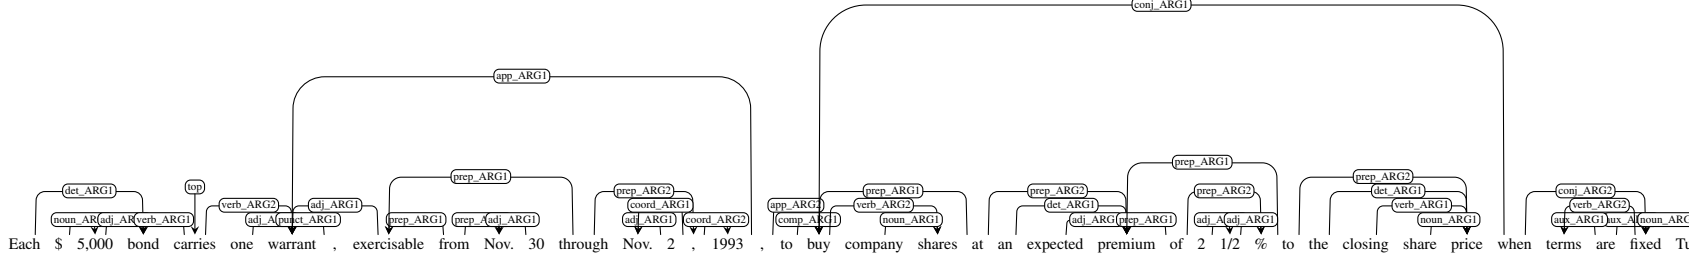 conj_ARG1
app_ARG1
prep_ARG1
prep_ARG1 prep_ARG2
det_ARG1 top prep_ARG2 prep_ARG1 prep_ARG2 prep_ARG2 det_ARG1 conj_ARG2
verb_ARG2 adj_ARG1 coord_ARG1 app_ARG2 verb_ARG2 det_ARG1 verb_ARG1 verb_ARG2
verb_ARG1 punct_ARG1 prep_ARG1 adj_ARG1 adj_ARG1 coord_ARG2 noun_ARG1 prep_ARG1 adj_ARG1 noun_ARG1 aux_ARG1
Each $ 5,000 bond carries one warrant , exercisable from Nov. 30 through Nov. 2 , 1993 , to buy company shares at an expected premium of 2 1/2 % to the closing share price when terms are fixed